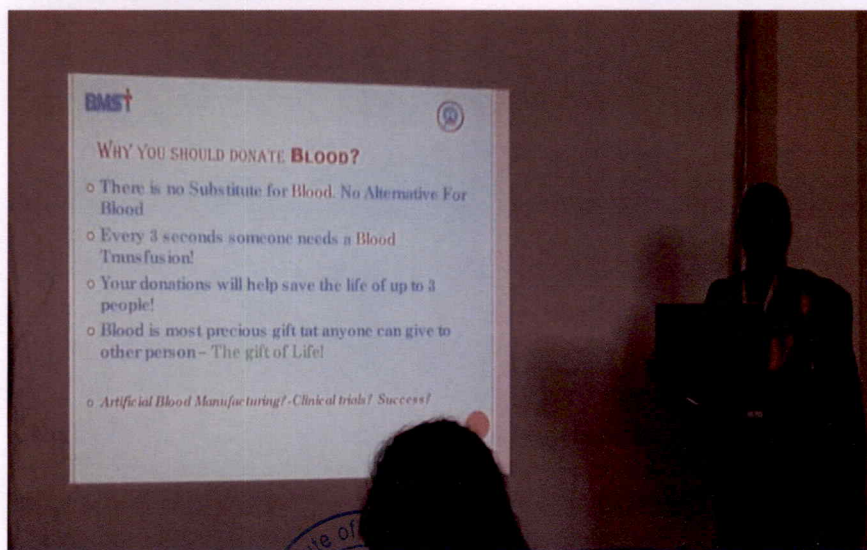 BMST
WHY YOU SHOULD DONATE BLOOD?
There is no Substitute for Blood. No Alternative For
Blood
Every 3 seconds someone needs a Blood
Transfusion!
Your donations will help save the life of up to 3
people!
Blood is most precious gift tat anyone can give to
other person – The gift of Life!
Artificial Blood Manufacturing? -Clinical trials? Success?
ite of